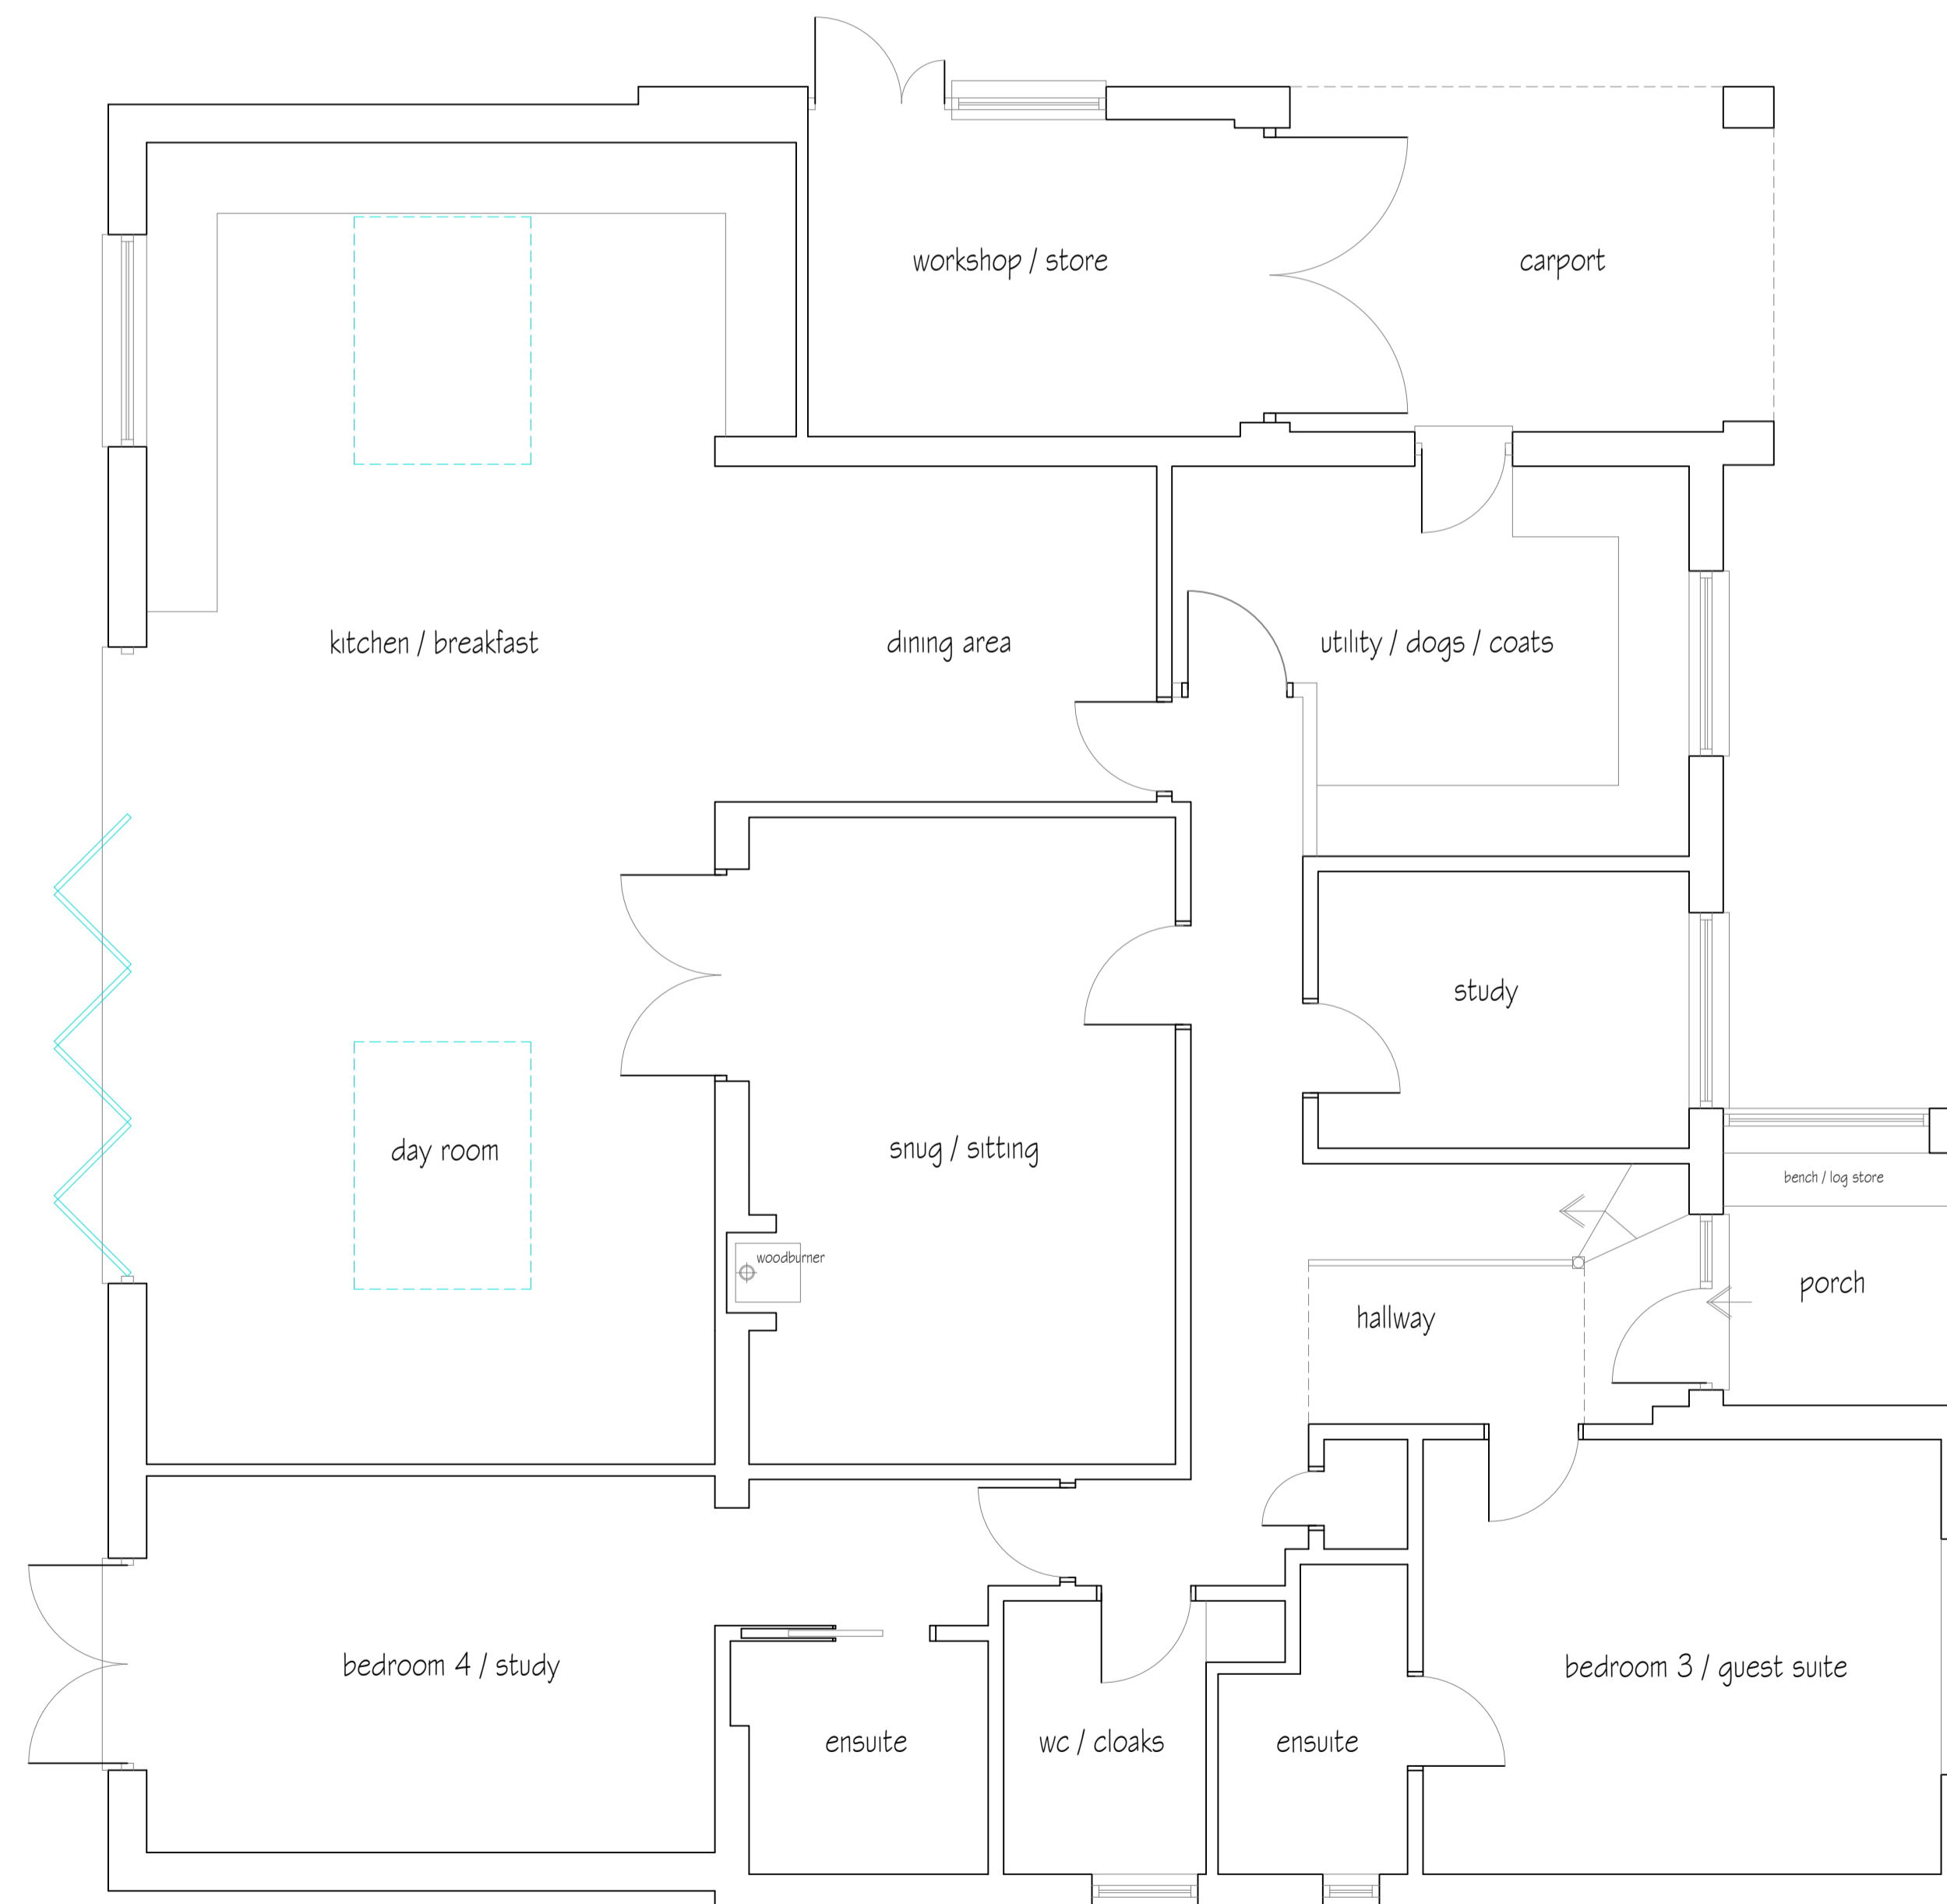 workshop / store
carport
kitchen / breakfast
dining area
utility / dogs / coats
study
day room
snug / sitting
bench / log store
woodburner
porch
hallway
bedroom 4 / study
bedroom 3 / guest suite
ensuite
wc / cloaks
ensuite